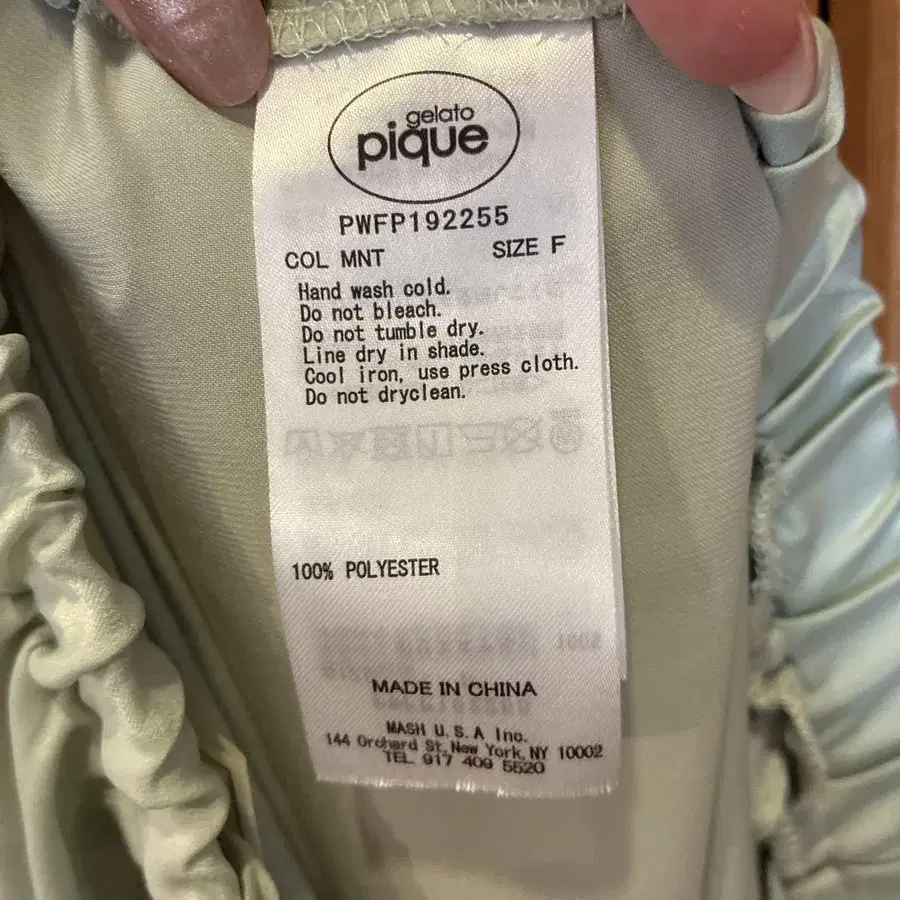 gelato
pique
PWFP192255
COL MNT SIZE F
Hand wash cold.
Do not bleach.
Do not tumble dry.
Line dry in shade.
Cool iron, use press cloth.
Do not dryclean.
100% POLYESTER
MADE IN CHINA
MASH U.S.A Inc.
144 Orchard St, New York, NY 10002
TEL 917 409 5520